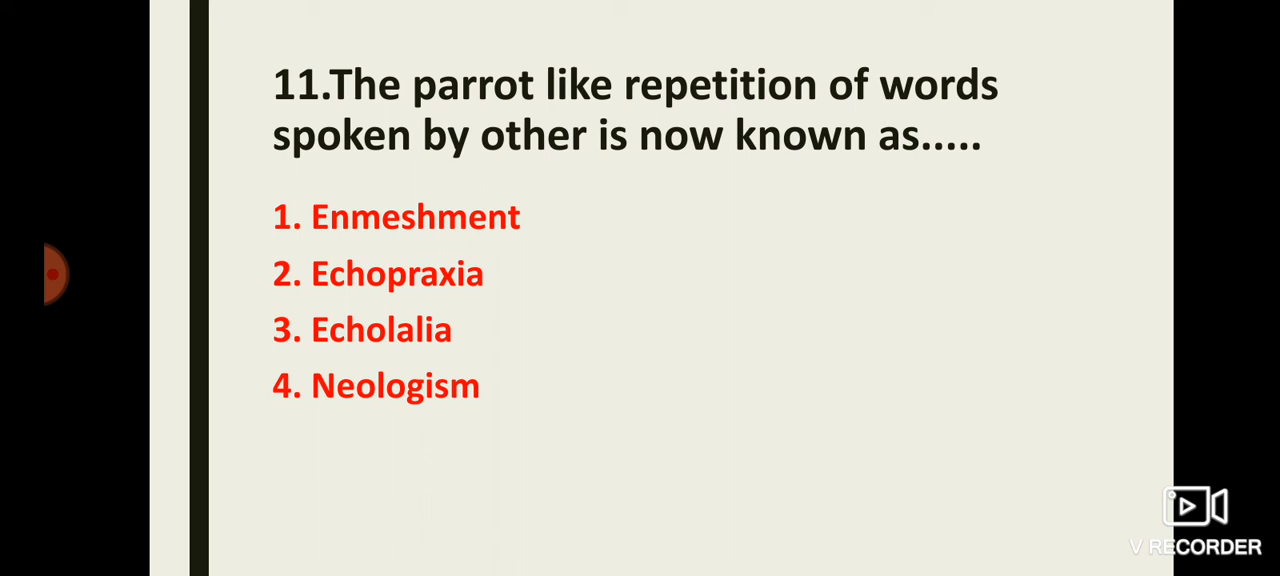 11.The parrot like repetition of words
spoken by other is now known as.....
1. Enmeshment
2. Echopraxia
3. Echolalia
4. Neologism
V RECORDER